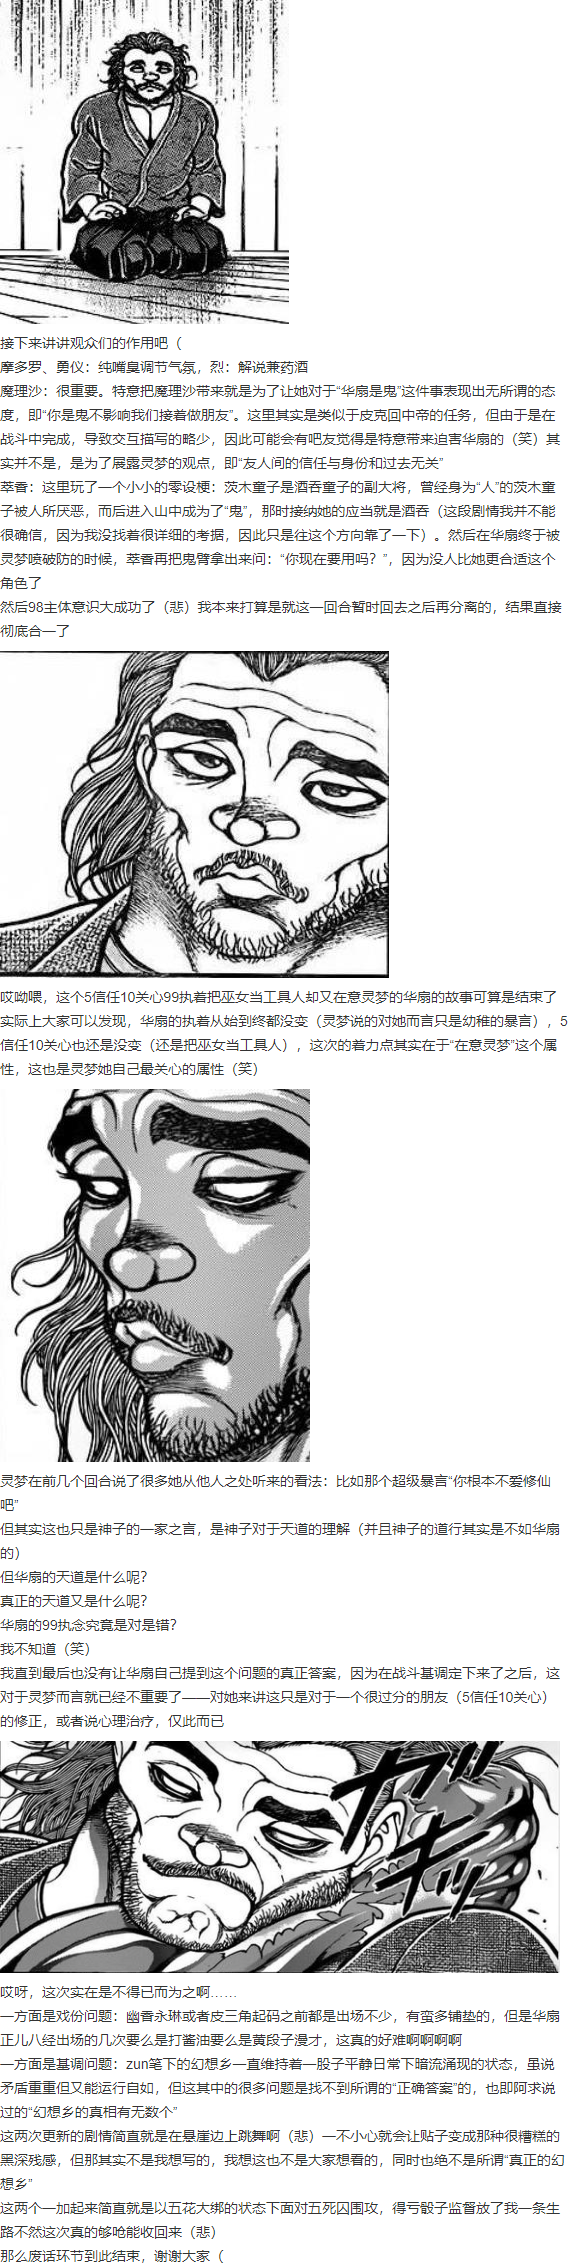 接下来讲讲观众们的作用吧（
摩多罗、勇仪：纯嘴臭调节气氛，烈：解说兼药酒
魔理沙：很重要。特意把魔理沙带来就是为了让她对于“华扇是鬼”这件事表现出无所谓的态
度，即“你是鬼不影响我们接着做朋友”。这里其实是类似于皮克回中帝的任务，但由于是在
战斗中完成，导致交互描写的略少，因此可能会有吧友觉得是特意带来迫害华扇的（笑）其
实并不是，是为了展露灵梦的观点，即“友人间的信任与身份和过去无关”
萃香：这里玩了一个小小的零设梗：茨木童子是酒吞童子的副大将，曾经身为“人”的茨木童
子被人所厌恶，而后进入山中成为了“鬼”，那时接纳她的应当就是酒吞（这段剧情我并不能
很确信，因为我没找着很详细的考据，因此只是往这个方向靠了一下）。然后在华扇终于被
灵梦喷破防的时候，萃香再把鬼臂拿出来问：“你现在要用吗？”，因为没人比她更合适这个
角色了
然后98主体意识大成功了（悲）我本来打算是就这一回合暂时回去之后再分离的，结果直接
彻底合一了
哎呦喂，这个5信任10关心99执着把巫女当工具人却又在意灵梦的华扇的故事可算是结束了
实际上大家可以发现，华扇的执着从始到终都没变（灵梦说的对她而言只是幼稚的暴言），5
信任10关心也还是没变（还是把巫女当工具人），这次的着力点其实在于“在意灵梦”这个属
性，这也是灵梦她自己最关心的属性（笑）
灵梦在前几个回合说了很多她从他人之处听来的看法：比如那个超级暴言“你根本不爱修仙
吧”
但其实这也只是神子的一家之言，是神子对于天道的理解（并且神子的道行其实是不如华扇
的）
但华扇的天道是什么呢？
真正的天道又是什么呢？
华扇的99执念究竟是对是错？
我不知道（笑）
我直到最后也没有让华扇自己提到这个问题的真正答案，因为在战斗基调定下来了之后，这
对于灵梦而言就已经不重要了——对她来讲这只是对于一个很过分的朋友（5信任10关心）
的修正，或者说心理治疗，仅此而已
哎呀，这次实在是不得已而为之啊……
一方面是戏份问题：幽香永琳或者皮三角起码之前都是出场不少，有蛮多铺垫的，但是华扇
正儿八经出场的几次要么是打酱油要么是黄段子漫才，这真的好难啊啊啊啊
一方面是基调问题：zun笔下的幻想乡一直维持着一股子平静日常下暗流涌现的状态，虽说
矛盾重重但又能运行自如，但这其中的很多问题是找不到所谓的“正确答案”的，也即阿求说
过的“幻想乡的真相有无数个”
这两次更新的剧情简直就是在悬崖边上跳舞啊（悲）一不小心就会让贴子变成那种很糟糕的
黑深残感，但那其实不是我想写的，我想这也不是大家想看的，同时也绝不是所谓“真正的幻
想乡”
这两个一加起来简直就是以五花大绑的状态下面对五死囚围攻，得亏骰子监督放了我一条生
路不然这次真的够呛能收回来（悲）
那么废话环节到此结束，谢谢大家（